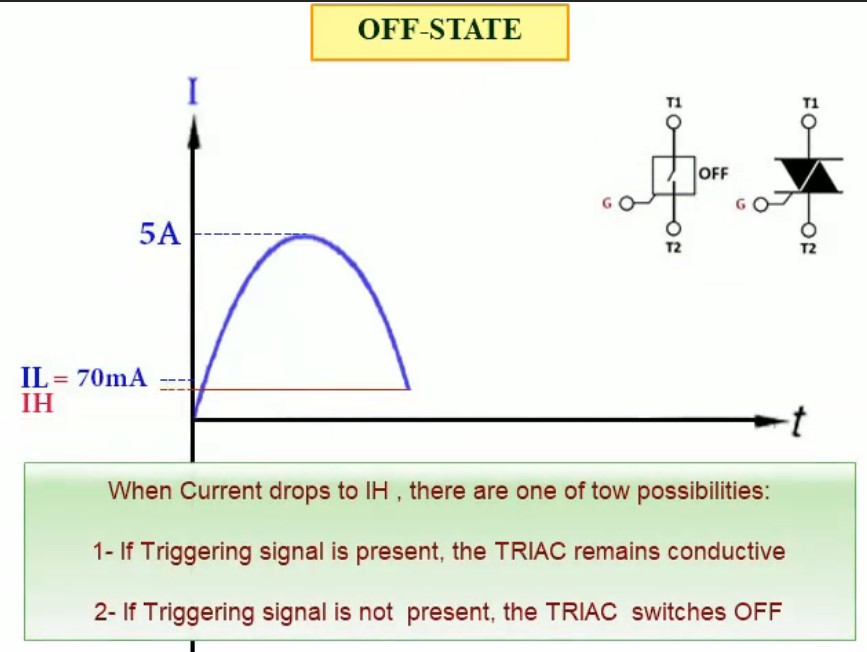 OFF-STATE
I
T1
T1
OFF
G
G
T2
T2
5A
IL = 70mA
IH
t
When Current drops to IH , there are one of tow possibilities:
1- If Triggering signal is present, the TRIAC remains conductive
2- If Triggering signal is not present, the TRIAC switches OFF